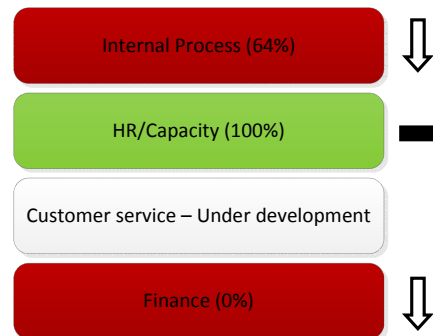 Internal Process (64%)
HR/Capacity (100%)
Customer service – Under development
Finance (0%)